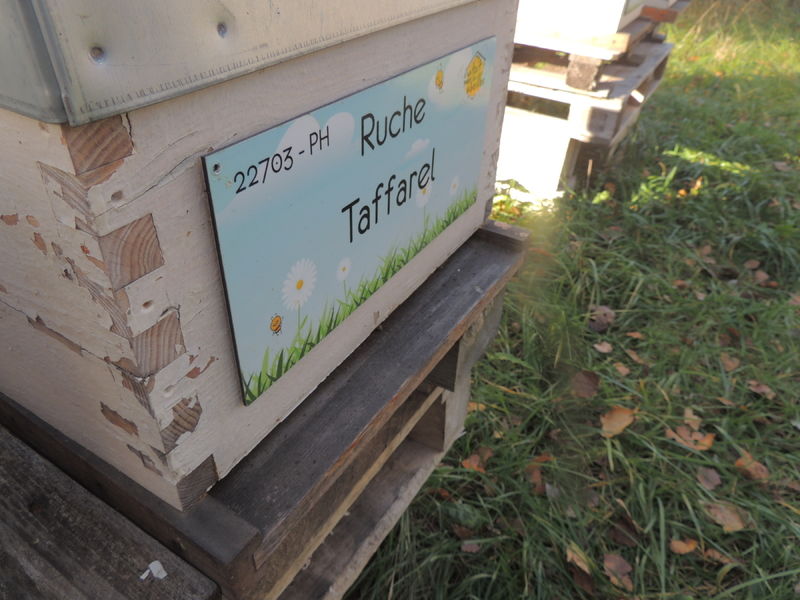 22703 - PH
Ruche
Taffarel